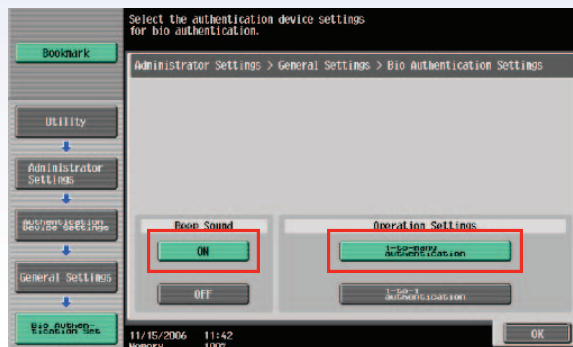 Select the authentication device settings
for bio authentication.
Bookmark
Administrator Settings > General Settings > Bio Authentication Settings
Utility
Administrator
Settings
Authentication
Device Settings
General Settings
Bio Authen-
tication Set
Beep Sound
ON
OFF
Operation Settings
1-to-many
authentication
1-to-1
authentication
11/15/2006 11:42
Memory 100%
OK